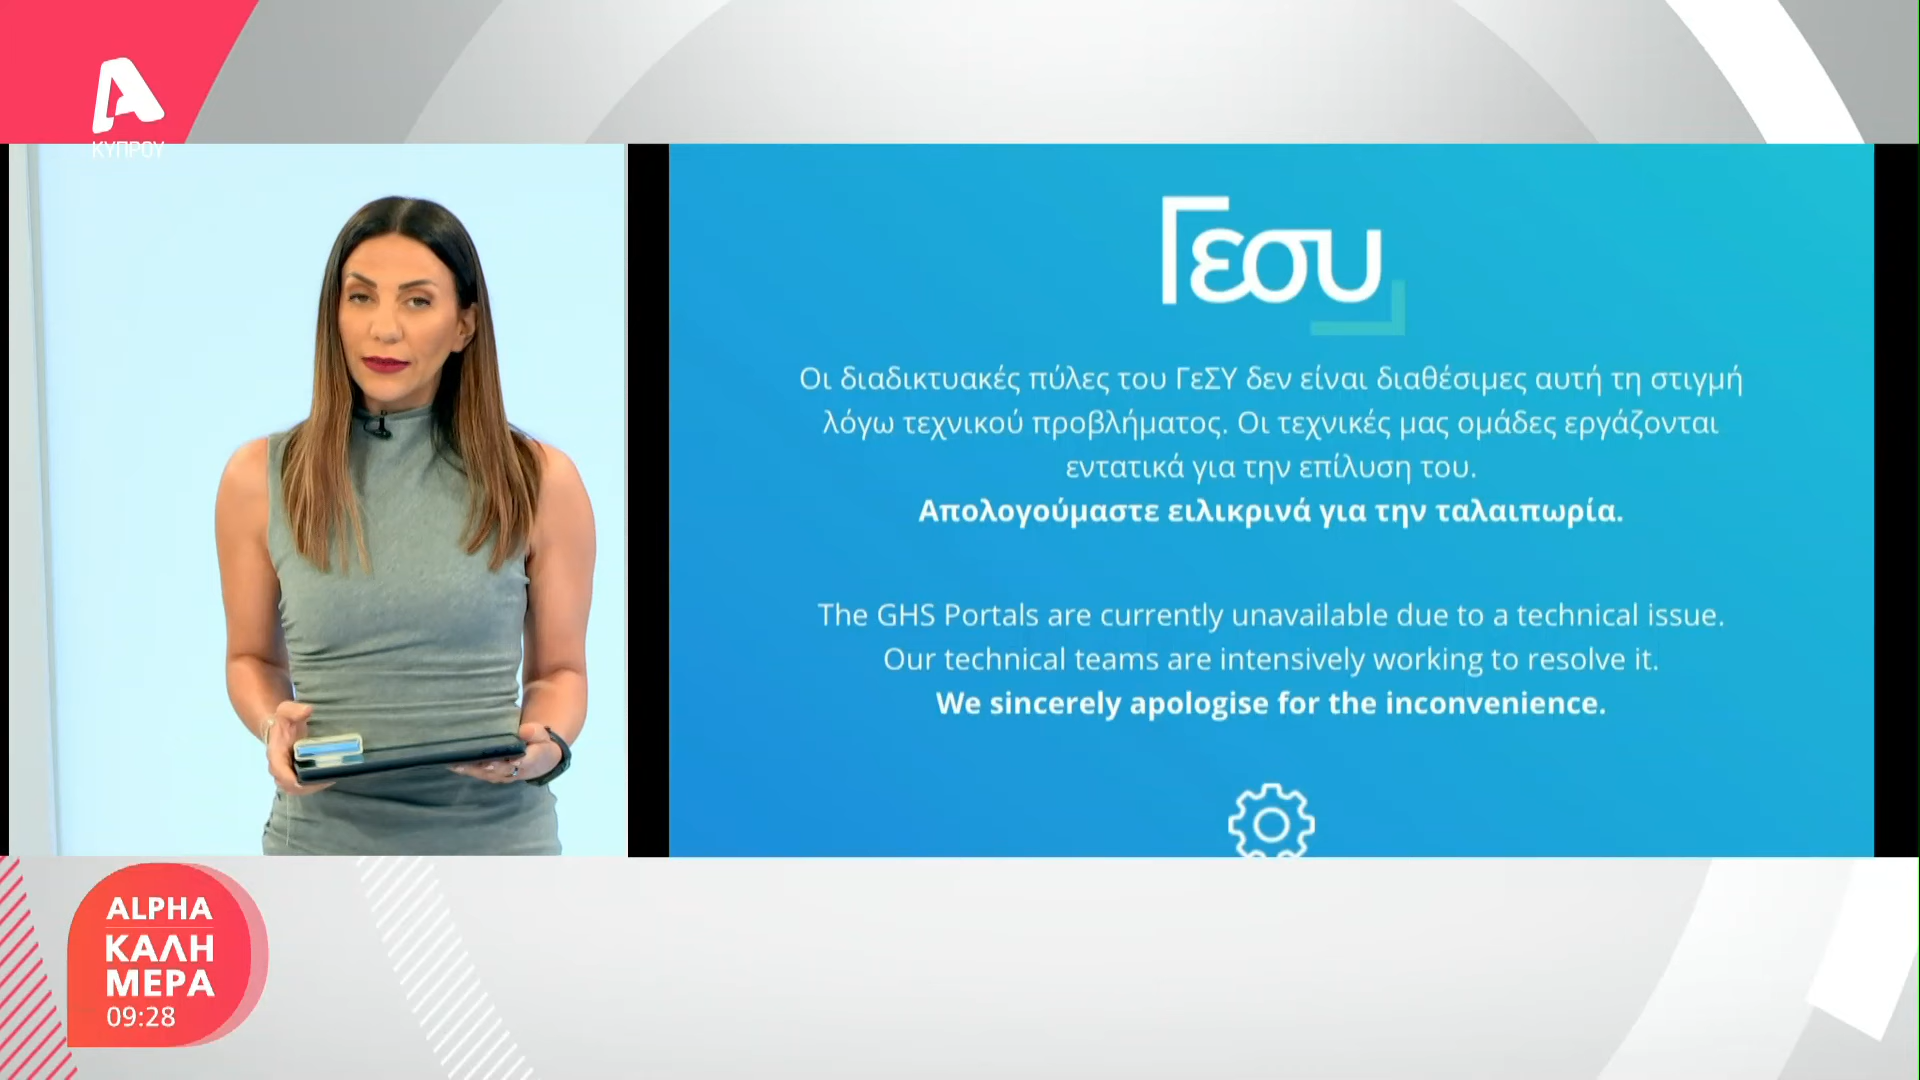 ΚΥΠΡΟΥ
Γεσυ
Οι διαδικτυακές πύλες του ΓεΣΥ δεν είναι διαθέσιμες αυτή τη στιγμή
λόγω τεχνικού προβλήματος. Οι τεχνικές μας ομάδες εργάζονται
εντατικά για την επίλυση του.
Απολογούμαστε ειλικρινά για την ταλαιπωρία.
The GHS Portals are currently unavailable due to a technical issue.
Our technical teams are intensively working to resolve it.
We sincerely apologise for the inconvenience.
ALPHA
ΚΑΛΗ
ΜΕΡΑ
09:28